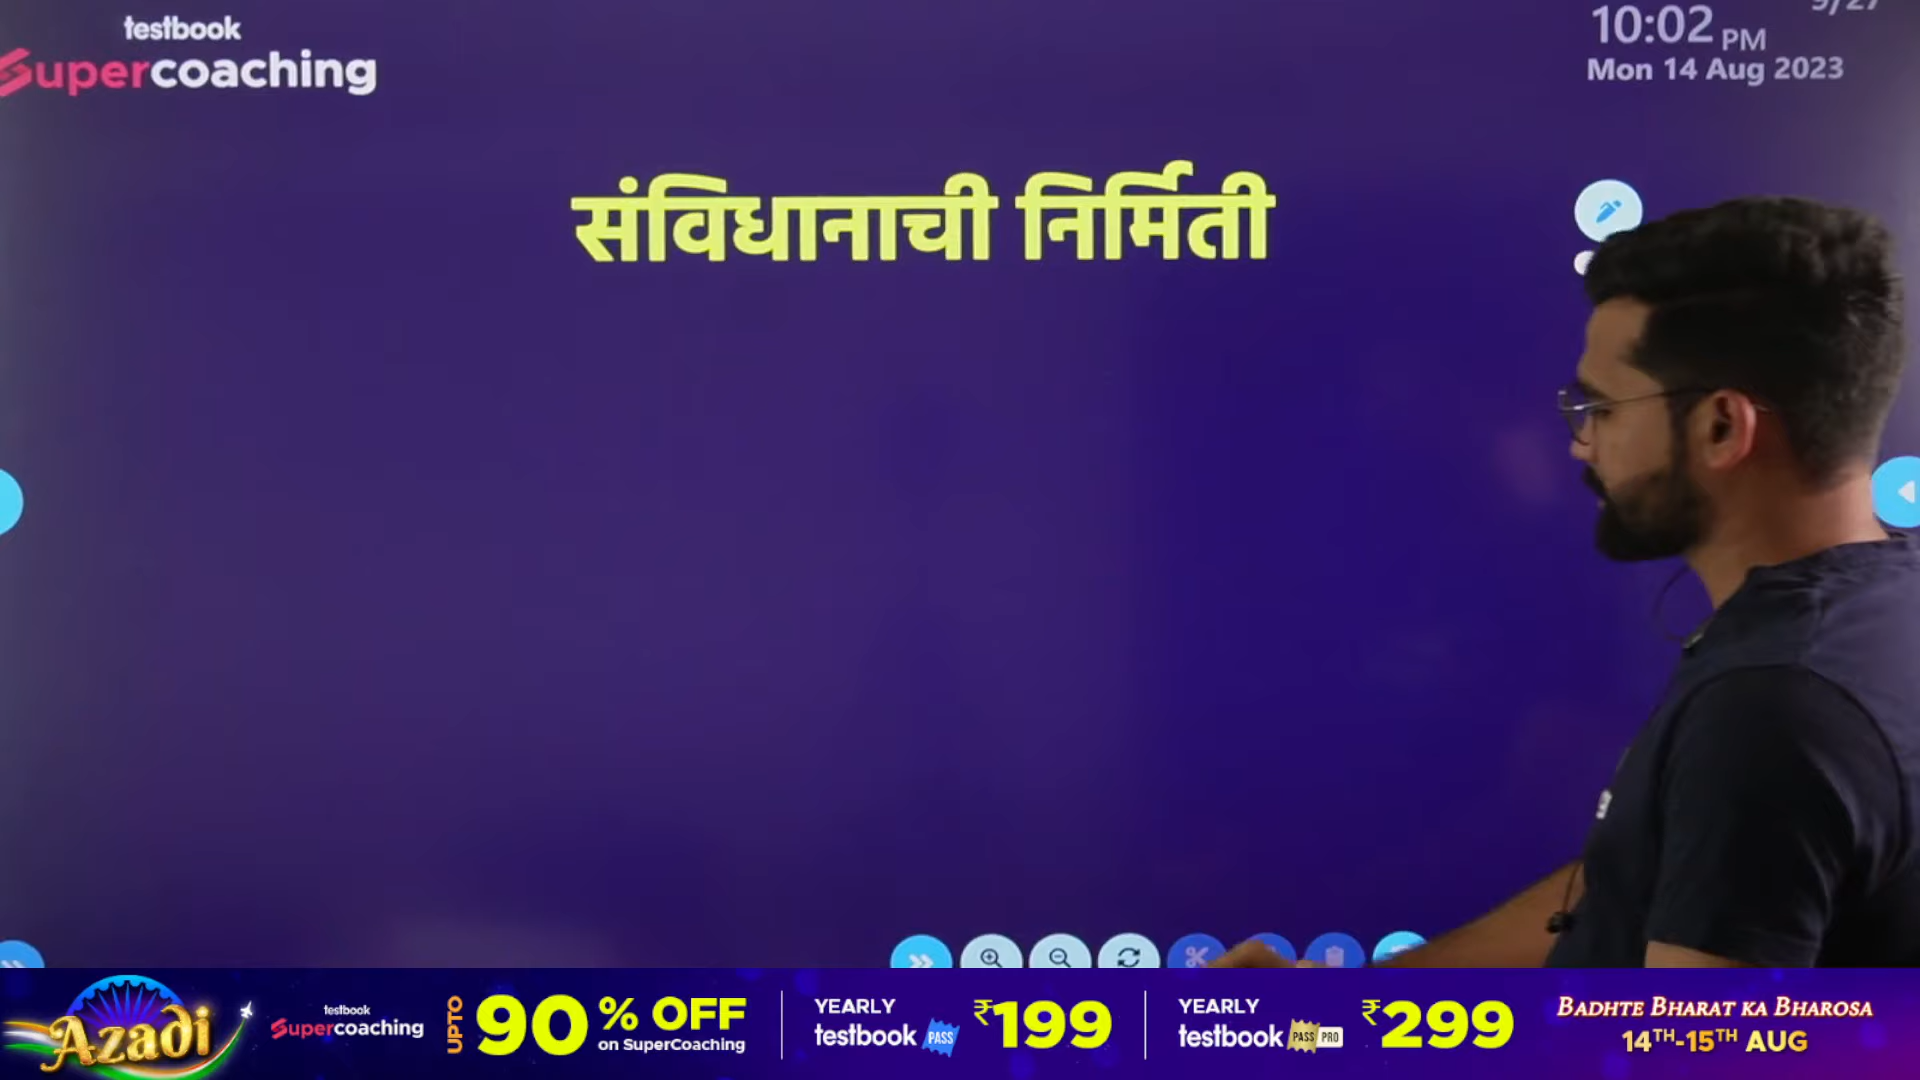 testbook
Supercoaching
10:02 PM
Mon 14 Aug 2023
संविधानाची निर्मिती
Azadi
testbook
Supercoaching
UPTO 90% OFF
on SuperCoaching
YEARLY
testbook PASS
₹199
YEARLY
testbook PASS PRO
₹299
BADHTE BHARAT KA BHAROSA
14TH-15TH AUG